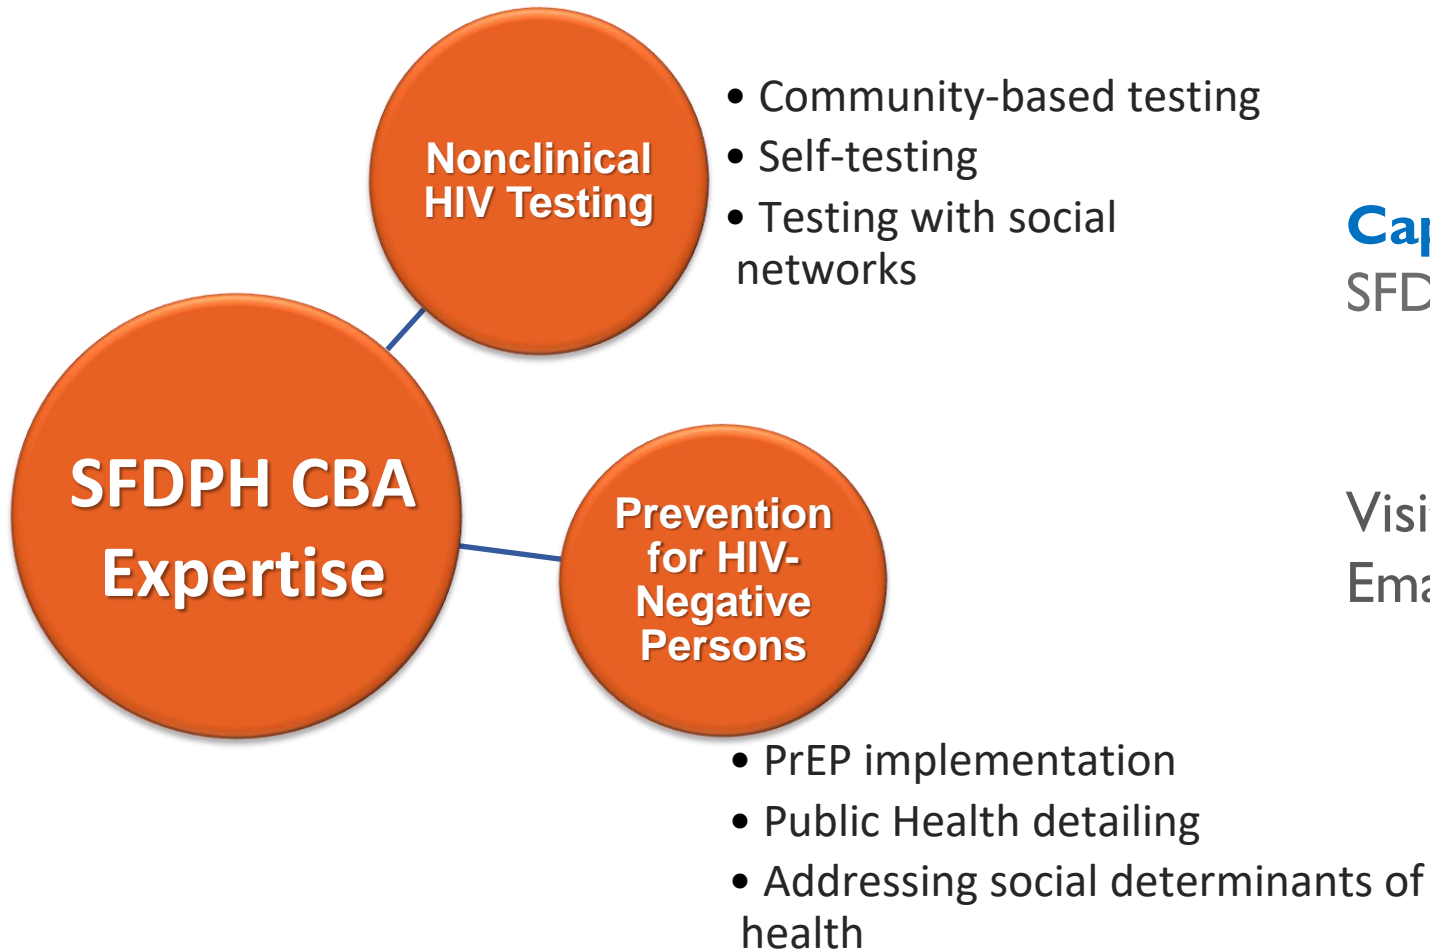 Nonclinical
HIV Testing
• Community-based testing
• Self-testing
• Testing with social
networks
SFDPH CBA
Expertise
Prevention
for HIV-
Negative
Persons
• PrEP implementation
• Public Health detailing
• Addressing social determinants of
health